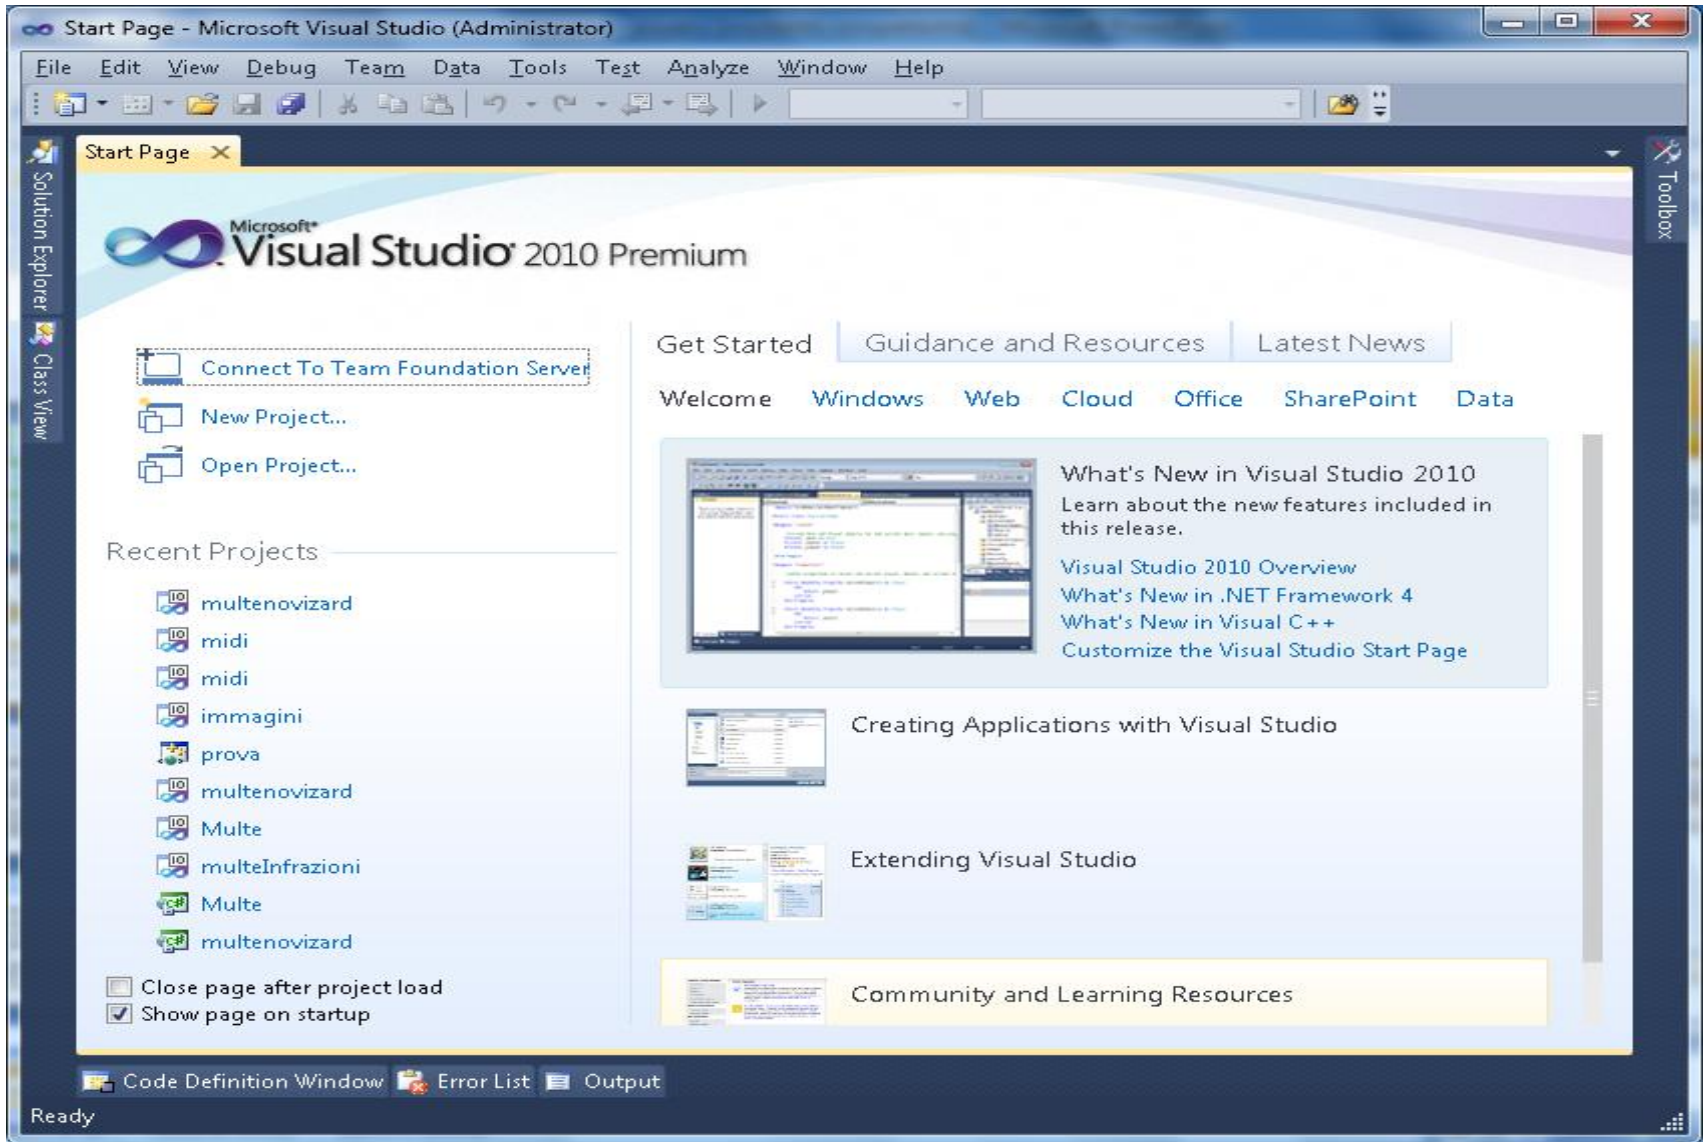 Start Page - Microsoft Visual Studio (Administrator)
File Edit View Debug Team Data Tools Test Analyze Window Help
Start Page
Solution Explorer
Class View
Toolbox
Microsoft
Visual Studio 2010 Premium
Connect To Team Foundation Server
New Project...
Open Project...
Recent Projects
multenovizard
midi
midi
immagini
prova
multenovizard
Multe
multeInfrazioni
Multe
multenovizard
Close page after project load
Show page on startup
Get Started Guidance and Resources Latest News
Welcome Windows Web Cloud Office SharePoint Data
What's New in Visual Studio 2010
Learn about the new features included in
this release.
Visual Studio 2010 Overview
What's New in .NET Framework 4
What's New in Visual C++
Customize the Visual Studio Start Page
Creating Applications with Visual Studio
Extending Visual Studio
Community and Learning Resources
Code Definition Window Error List Output
Ready